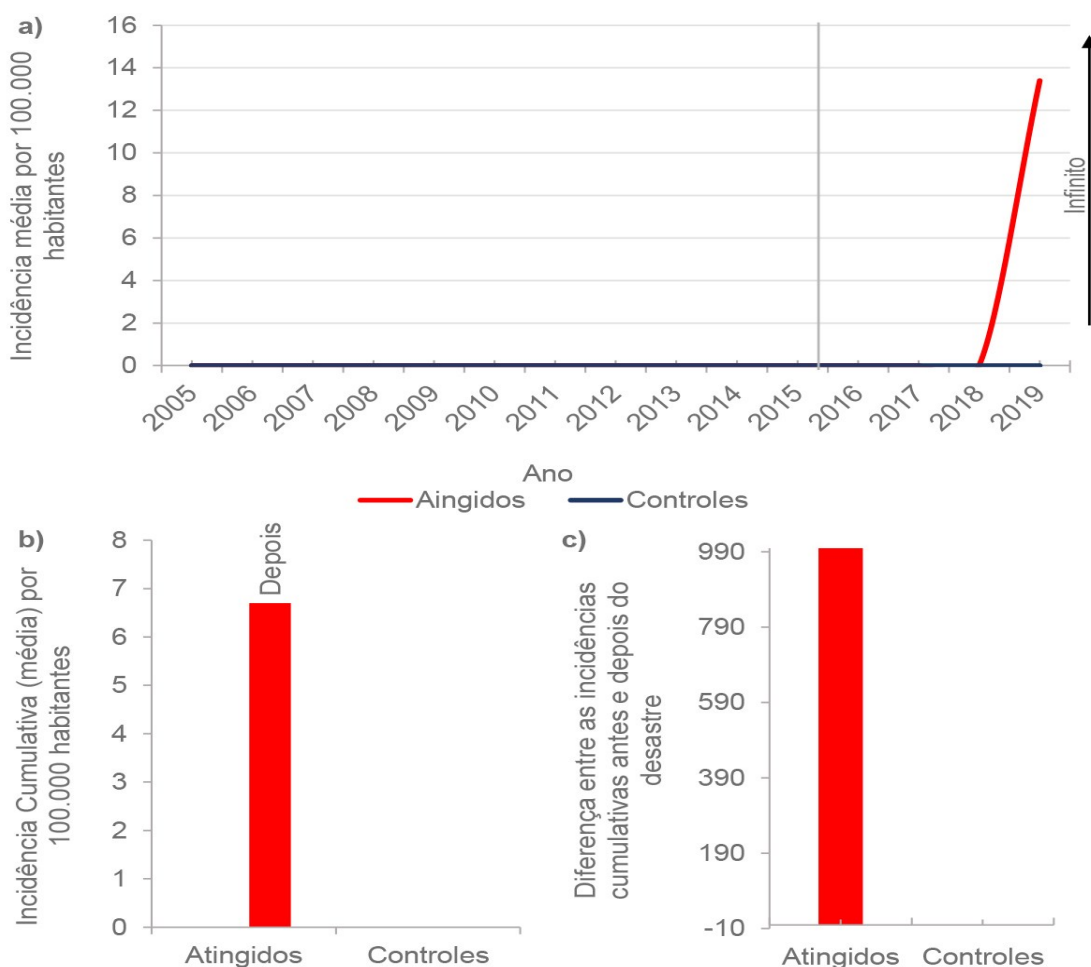 a)
Incidência média por 100.000
habitantes
16
14
12
10
8
6
4
2
0
2005
2006
2007
2008
2009
2010
2011
2012
2013
2014
2015
2016
2017
2018
2019
Infinito
Ano
Aingidos
Controles
b)
Incidência Cumulativa (média) por
100.000 habitantes
8
7
6
5
4
3
2
1
0
Depois
Atingidos
Controles
c)
Diferença entre as incidências
cumulativas antes e depois do
desastre
990
790
590
390
190
-10
Atingidos
Controles